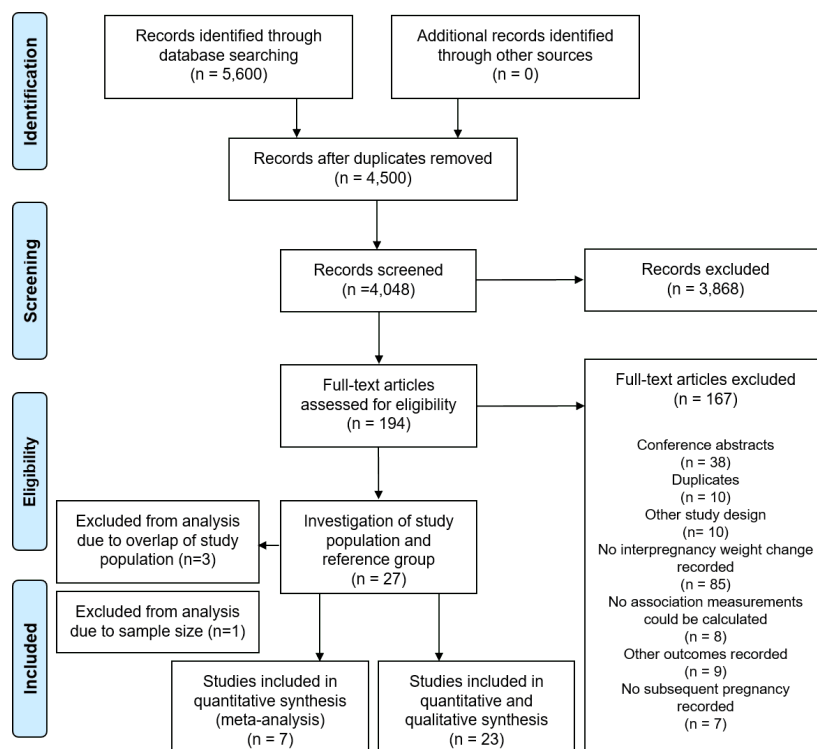 Identification
Records identified through
database searching
(n = 5,600)
Additional records identified
through other sources
(n = 0)
Records after duplicates removed
(n = 4,500)
Screening
Records screened
(n =4,048)
Records excluded
(n = 3,868)
Eligibility
Full-text articles
assessed for eligibility
(n = 194)
Full-text articles excluded
(n = 167)
Conference abstracts
(n = 38)
Duplicates
(n = 10)
Other study design
(n= 10)
No interpregnancy weight change
recorded
(n = 85)
No association measurements
could be calculated
(n = 8)
Other outcomes recorded
(n = 9)
No subsequent pregnancy
recorded
(n = 7)
Excluded from analysis
due to overlap of study
population (n=3)
Investigation of study
population and
reference group
(n = 27)
Included
Excluded from analysis
due to sample size (n=1)
Studies included in
quantitative synthesis
(meta-analysis)
(n = 7)
Studies included in
quantitative and
qualitative synthesis
(n = 23)